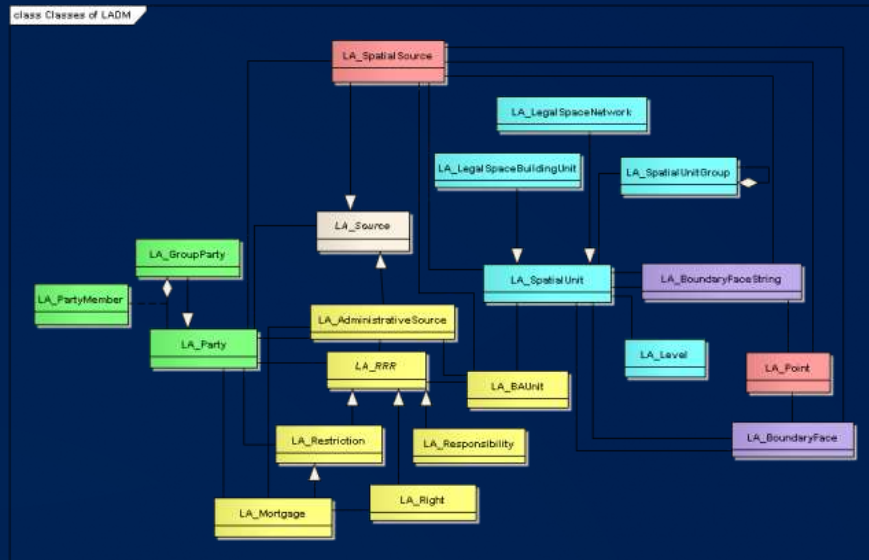 class Classes of LADM
LA_SpatialSource
LA_LegalSpaceNetwork
LA_LegalSpaceBuildingUnit
LA_SpatialUnitGroup
LA_Source
LA_GroupParty
LA_SpatialUnit
LA_BoundaryFaceString
LA_PartyMember
LA_AdministrativeSource
LA_Party
LA_Level
LA_RRR
LA_Point
LA_BAUnit
LA_Restriction
LA_Responsibility
LA_BoundaryFace
LA_Right
LA_Mortgage